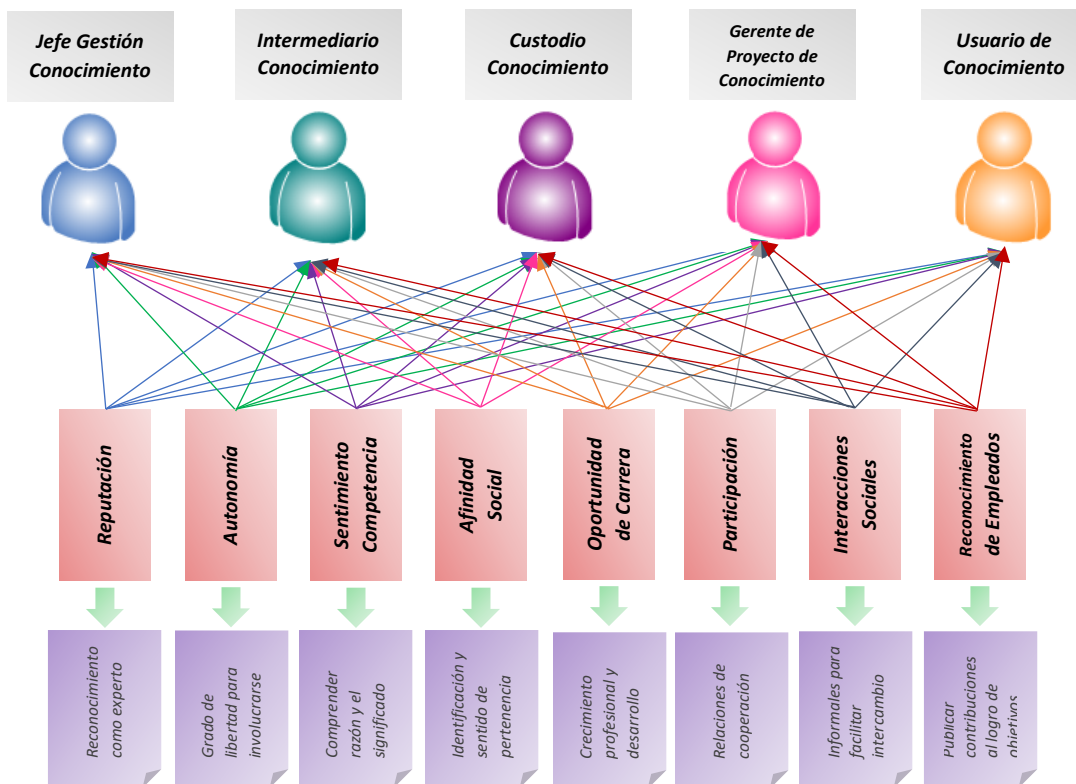 Jefe Gestión
Conocimiento
Intermediario
Conocimiento
Custodio
Conocimiento
Gerente de
Proyecto de
Conocimiento
Usuario de
Conocimiento
Reputación
Autonomía
Sentimiento
Competencia
Afinidad
Social
Oportunidad
de Carrera
Participación
Interacciones
Sociales
Reconocimiento
de Empleados
Reconocimiento
como experto
Grado de
libertad para
involucrarse
Comprender
razón y el
significado
Identificación y
sentido de
pertenencia
Crecimiento
profesional y
desarrollo
Relaciones de
cooperación
Informales para
facilitar
intercambio
Publicar
contribuciones
al logro de
objetivos